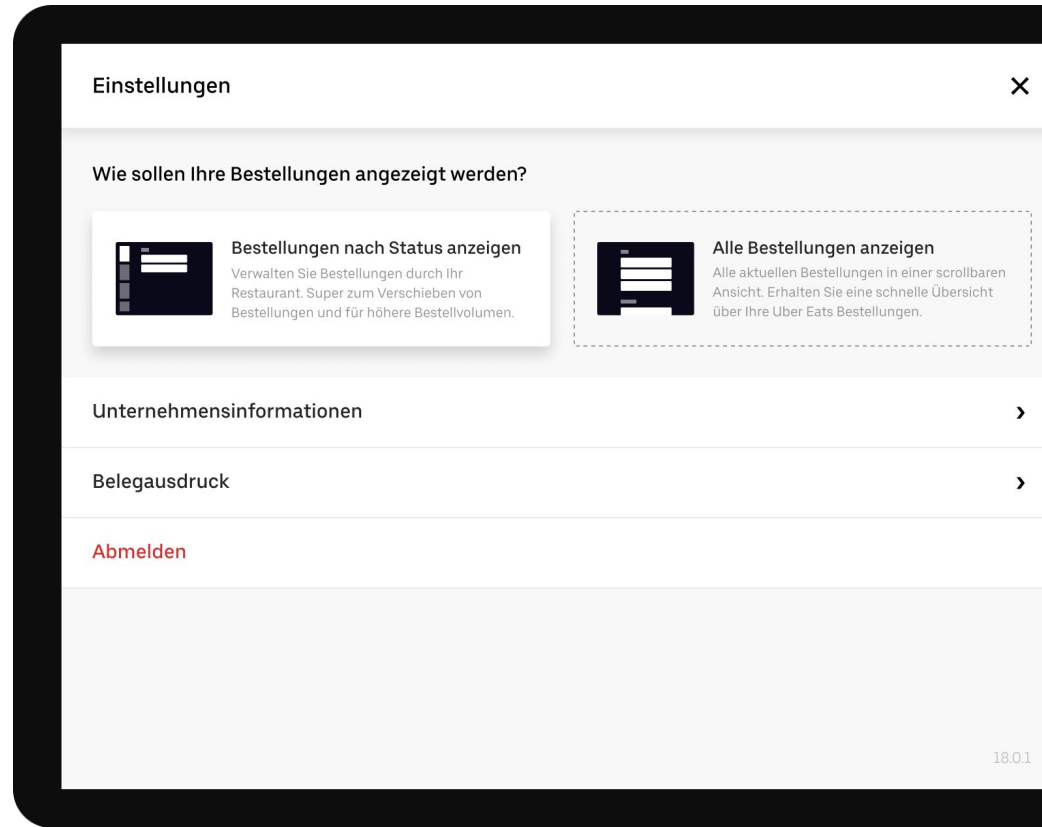 Einstellungen
Wie sollen Ihre Bestellungen angezeigt werden?
Bestellungen nach Status anzeigen
Verwalten Sie Bestellungen durch Ihr
Restaurant. Super zum Verschieben von
Bestellungen und für höhere Bestellvolumen.
Alle Bestellungen anzeigen
Alle aktuellen Bestellungen in einer scrollbaren
Ansicht. Erhalten Sie eine schnelle Übersicht
über Ihre Uber Eats Bestellungen.
Unternehmensinformationen
Belegausdruck
Abmelden
18.0.1